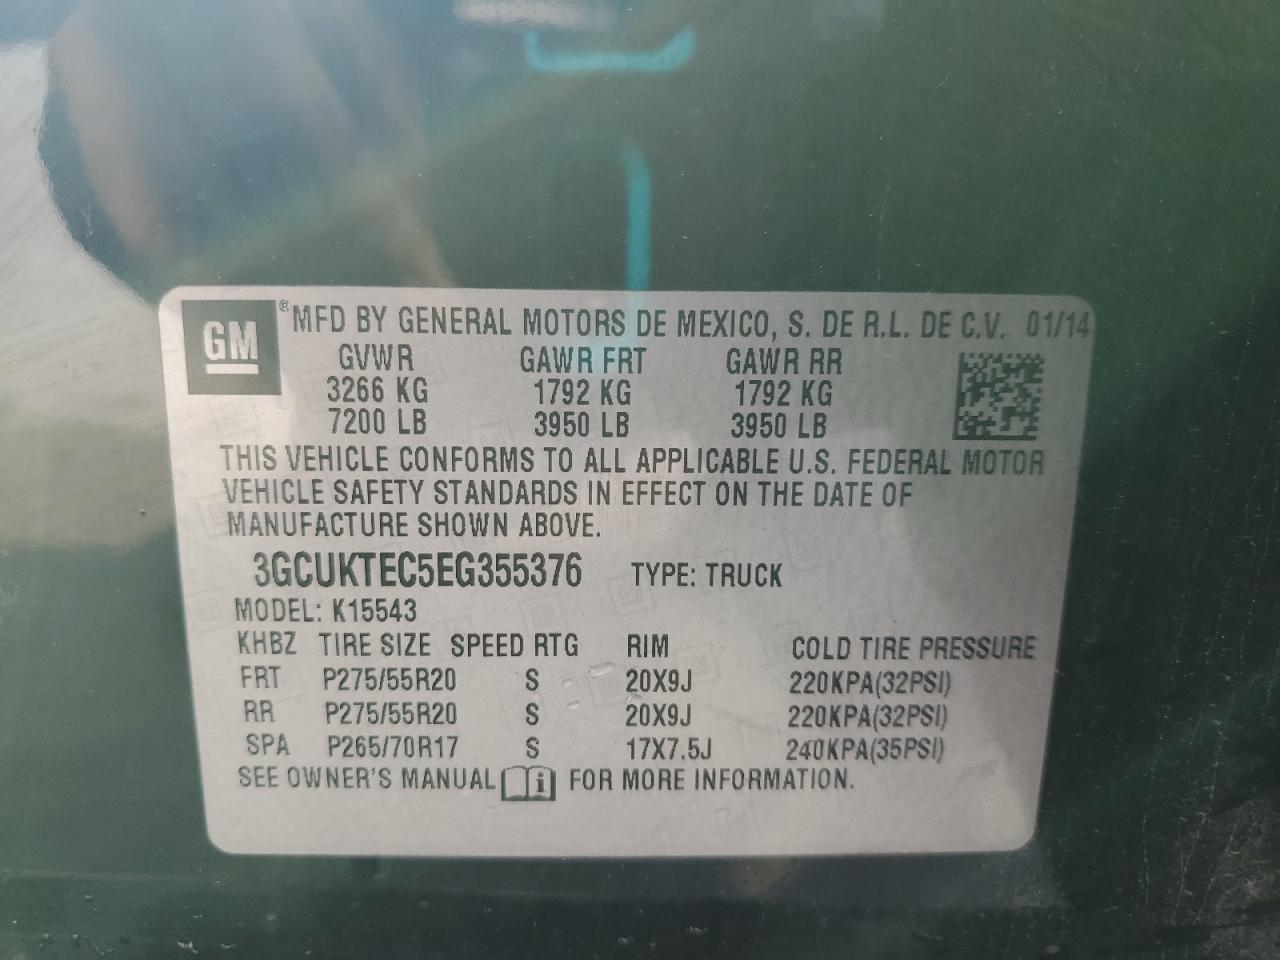 GM ® MFD BY GENERAL MOTORS DE MEXICO, S. DE R.L. DE C.V. 01/14
GVWR GAWR FRT GAWR RR
3266 KG 1792 KG 1792 KG
7200 LB 3950 LB 3950 LB
THIS VEHICLE CONFORMS TO ALL APPLICABLE U.S. FEDERAL MOTOR
VEHICLE SAFETY STANDARDS IN EFFECT ON THE DATE OF
MANUFACTURE SHOWN ABOVE.
3GCUKTEC5EG355376 TYPE: TRUCK
MODEL: K15543
KHBZ TIRE SIZE SPEED RTG RIM COLD TIRE PRESSURE
FRT P275/55R20 S 20X9J 220KPA(32PSI)
RR P275/55R20 S 20X9J 220KPA(32PSI)
SPA P265/70R17 S 17X7.5J 240KPA(35PSI)
SEE OWNER'S MANUAL i FOR MORE INFORMATION.